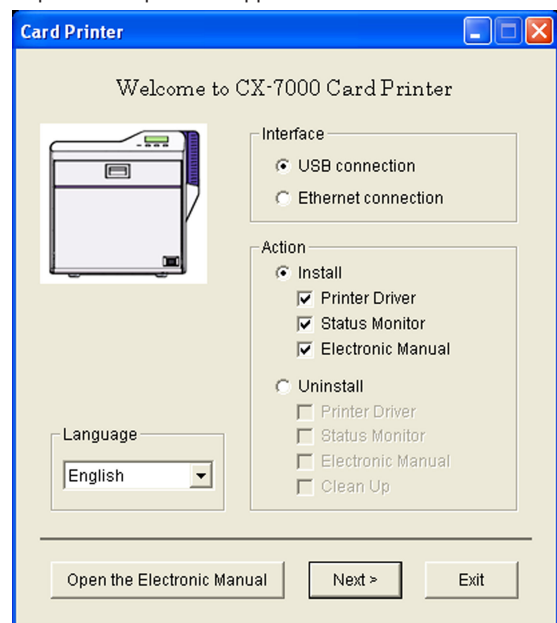 Card Printer
Welcome to CX-7000 Card Printer
Interface
USB connection
Ethernet connection
Action
Install
Printer Driver
Status Monitor
Electronic Manual
Uninstall
Printer Driver
Status Monitor
Electronic Manual
Clean Up
Language
English
Open the Electronic Manual
Next >
Exit